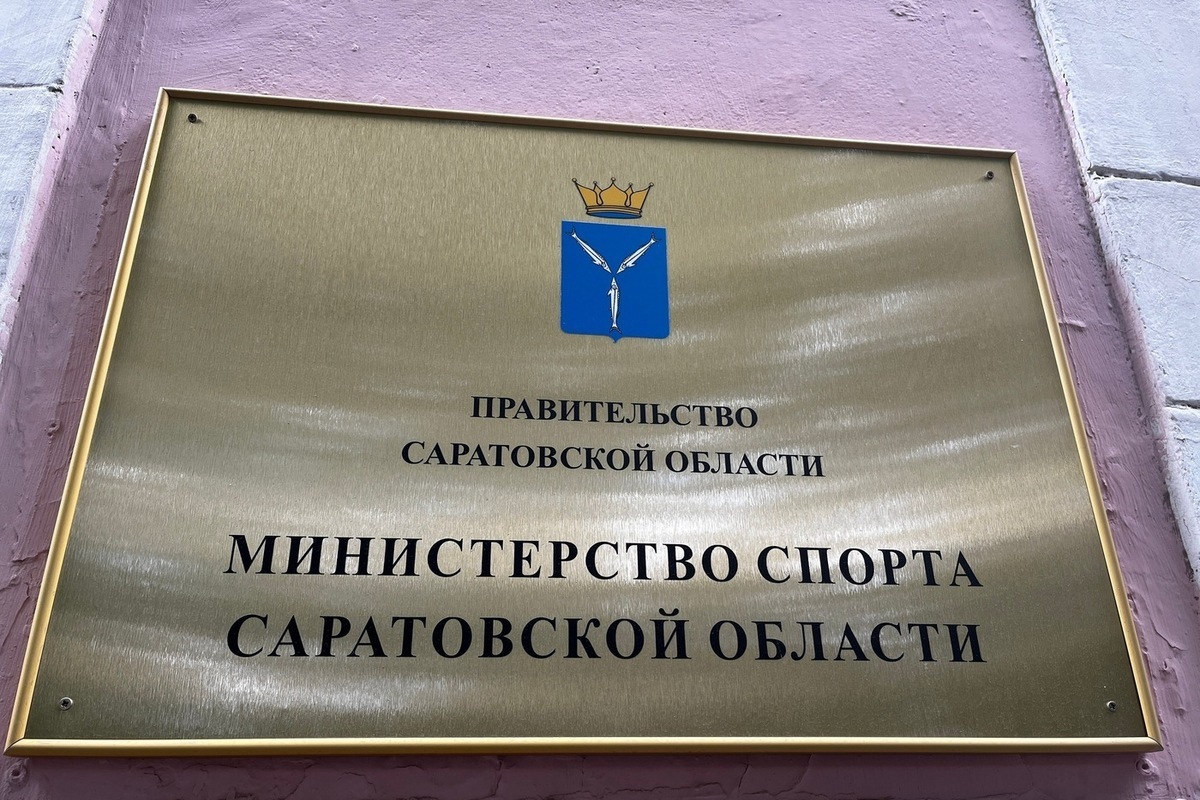 ПРАВИТЕЛЬСТВО
САРАТОВСКОЙ ОБЛАСТИ
МИНИСТЕРСТВО СПОРТА
САРАТОВСКОЙ ОБЛАСТИ